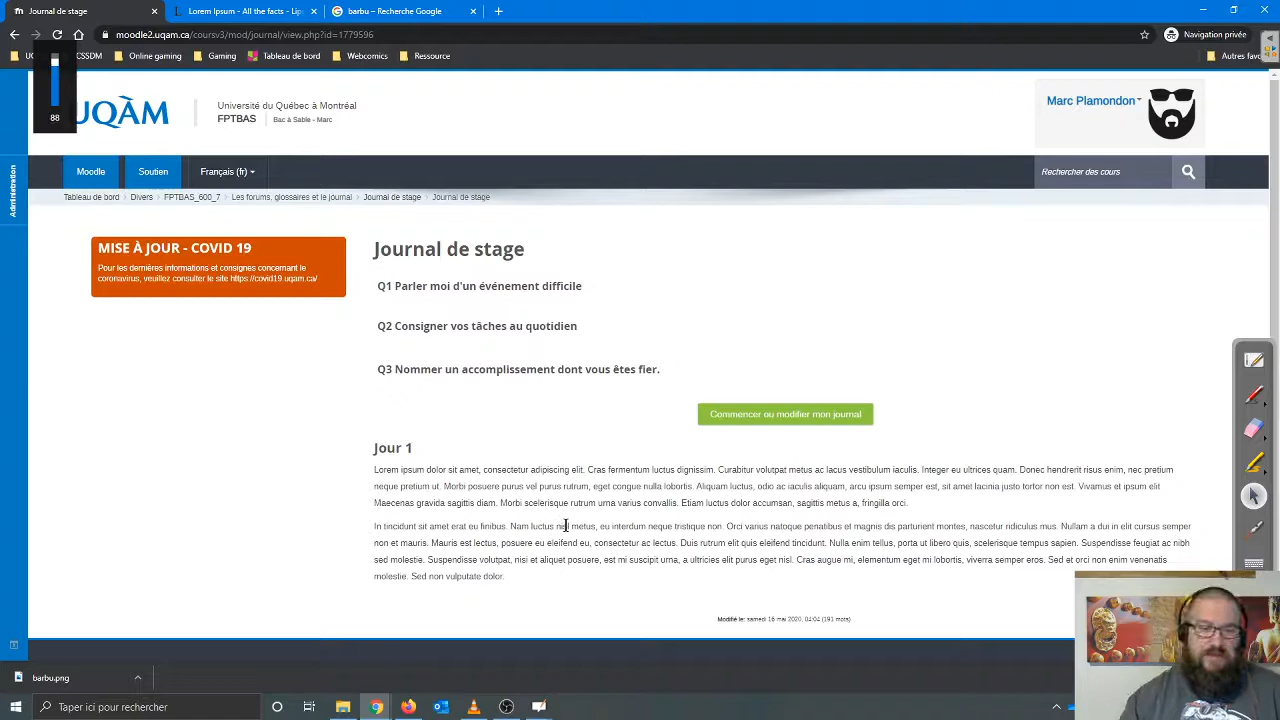 Journal de stage
Lorem Ipsum - All the facts - Lip
barbu - Recherche Google
moodle2.uqam.ca/coursv3/mod/journal/view.php?id=1779596
Navigation privée
CSSDM
Online gaming
Gaming
Webcomics
Ressource
Autres favo
88
UQÀM
Université du Québec à Montréal
FPTBAS
Bac à Sable - Marc
Marc Plamondon
Administration
Moodle
Soutien
Français (fr)
Rechercher des cours
Tableau de bord
Divers
FPTBAS_600_7
Les forums, glossaires et le journal
Journal de stage
Journal de stage
MISE À JOUR - COVID 19
Pour les dernières informations et consignes concernant le
coronavirus, veuillez consulter le site https://covid19.uqam.ca/
Journal de stage
Q1 Parler moi d'un événement difficile
Q2 Consigner vos tâches au quotidien
Q3 Nommer un accomplissement dont vous êtes fier.
Commencer ou modifier mon journal
Jour 1
Lorem ipsum dolor sit amet, consectetur adipiscing elit. Cras fermentum luctus dignissim. Curabitur volutpat metus ac lacus vestibulum iaculis. Integer eu ultrices quam. Donec hendrerit risus enim, nec pretium
neque pretium ut. Morbi posuere purus vel purus rutrum, eget congue nulla lobortis. Aliquam luctus, odio ac iaculis aliquam, arcu ipsum semper est, sit amet lacinia justo tortor non est. Vivamus et ipsum elit
Maecenas gravida sagittis diam. Morbi scelerisque rutrum urna varius convallis. Etiam luctus dolor accumsan, sagittis metus a, fringilla orci.
In tincidunt sit amet erat eu finibus. Nam luctus nisl metus, eu interdum neque tristique non. Orci varius natoque penatibus et magnis dis parturient montes, nascetur ridiculus mus. Nullam a dui in elit cursus semper
non et mauris. Mauris est lectus, posuere eu eleifend eu, consectetur ac lectus. Duis rutrum elit quis eleifend tincidunt. Nulla enim tellus, porta ut libero quis, scelerisque tempus sapien. Suspendisse feugiat ac nibh
sed molestie. Suspendisse volutpat, nisi et aliquet posuere, est mi suscipit urna, a ultricies elit purus eget nisl. Cras augue mi, elementum eget mi lobortis, viverra semper eros. Sed et orci non enim venenatis
molestie. Sed non vulputate dolor.
Modifié le: samedi 16 mai 2020, 04:04 (191 mots)
barbu.png
Taper ici pour rechercher